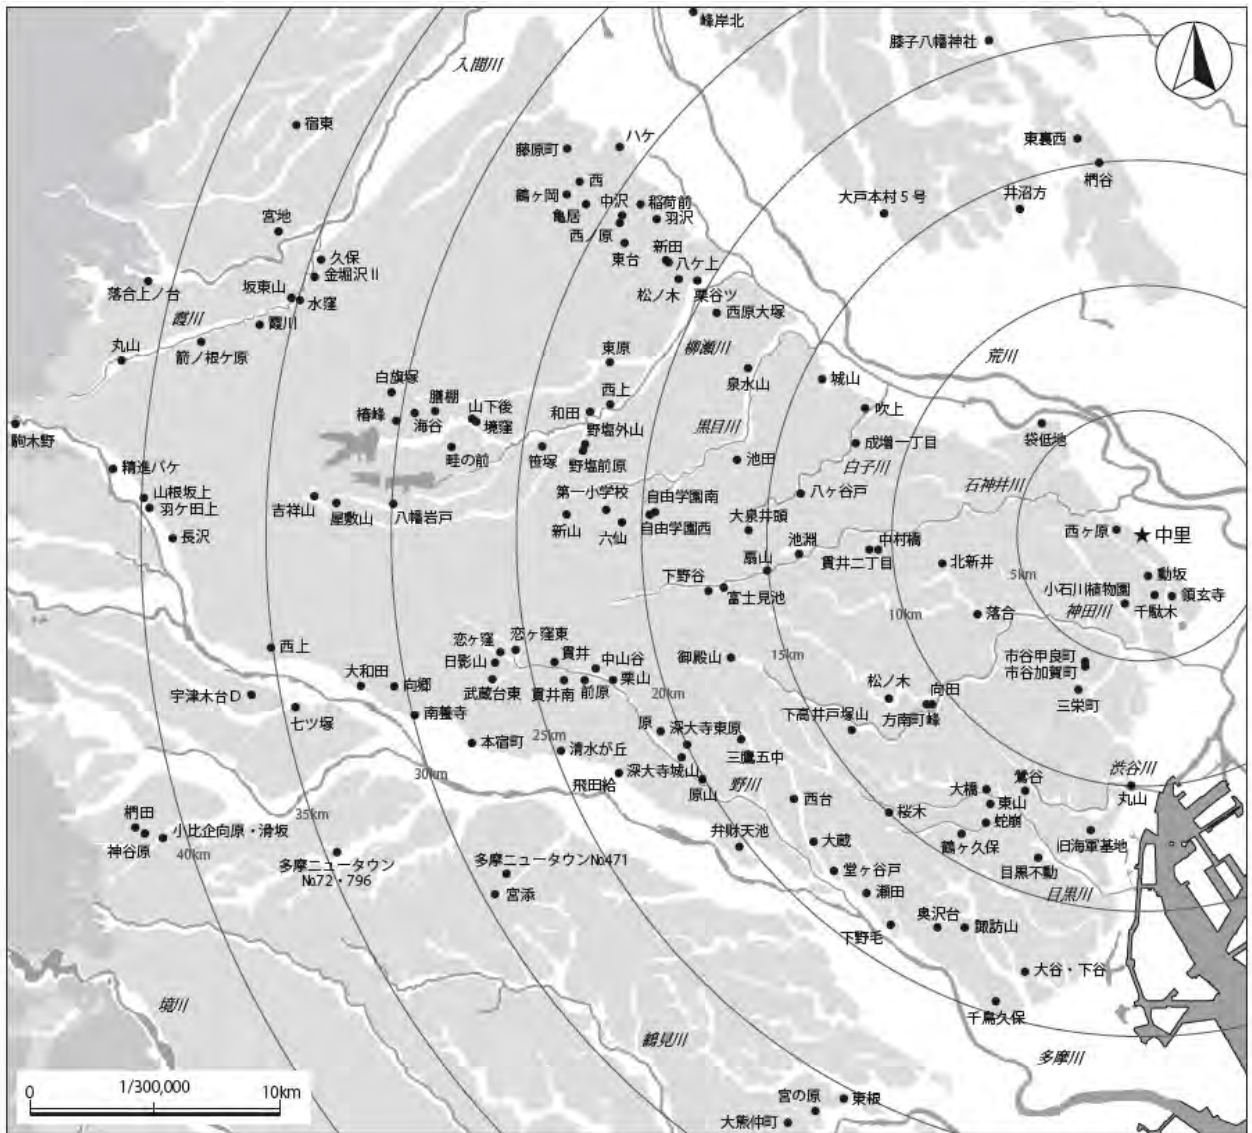 峰岸北
膝子八幡神社
入間川
宿東
藤原町
ハケ
東裏西
椚谷
西
鶴ヶ岡
亀居
中沢
稲荷前
羽沢
西ノ原
大戸本村5号
井沼方
宮地
東台
新田
八ケ上
久保
金堀沢Ⅱ
松ノ木
栗谷ツ
落合上ノ台
坂東山
水窪
霞川
霞川
西原大塚
丸山
箭ノ根ケ原
東原
柳瀬川
荒川
泉水山
城山
白旗塚
膳棚
山下後
西上
椿峰
海谷
境窪
和田
吹上
駒木野
野塩外山
黒目川
袋低地
成増一丁目
畦の前
笹塚
野塩前原
池田
白子川
精進バケ
山根坂上
羽ケ田上
吉祥山
屋敷山
八幡岩戸
第一小学校
自由学園南
八ヶ谷戸
石神井川
長沢
新山
六仙
自由学園西
大泉井頭
西ヶ原
★中里
池淵
中村橋
扇山
貫井二丁目
北新井
5km
動坂
下野谷
富士見池
小石川植物園
領玄寺
千駄木
神田川
10km
落合
西上
恋ヶ窪
恋ヶ窪東
日影山
貫井
中山谷
御殿山
15km
市谷甲良町
市谷加賀町
大和田
向郷
武蔵台東
貫井南
前原
栗山
20km
松ノ木
向田
三栄町
宇津木台D
七ツ塚
南養寺
原
深大寺東原
下高井戸塚山
方南町峰
本宿町
25km
清水が丘
三鷹五中
深大寺城山
30km
飛田給
原山
野川
渋谷川
鶯谷
大橋
丸山
東山
35km
西台
桜木
蛇崩
椚田
小比企向原・滑坂
神谷原
40km
弁財天池
大蔵
鶴ヶ久保
旧海軍基地
多摩ニュータウン
№72・796
多摩ニュータウン№471
目黒不動
堂ヶ谷戸
宮添
瀬田
目黒川
下野毛
奥沢台
諏訪山
大谷・下谷
境川
千鳥久保
鶴見川
多摩川
0
1/300,000
10km
宮の原
東根
大熊仲町